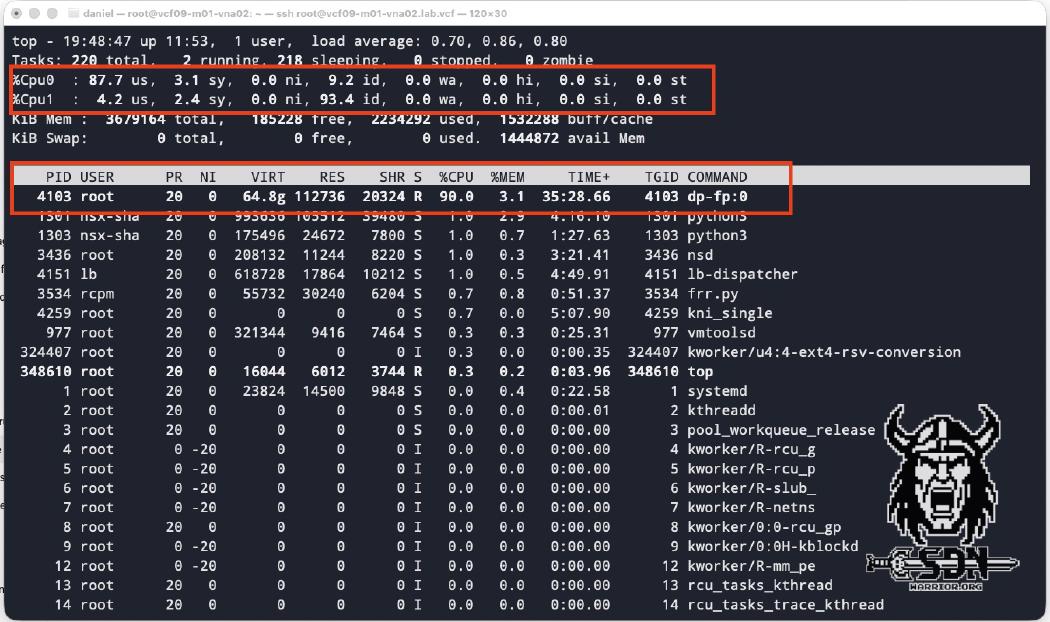 daniel — root@vcf09-m01-vna02: ~ — ssh root@vcf09-m01-vna02.lab.vcf — 120×30
top - 19:48:47 up 11:53,  1 user,  load average: 0.70, 0.86, 0.80
Tasks: 220 total,   2 running, 218 sleeping,   0 stopped,   0 zombie
%Cpu0  : 87.7 us,  3.1 sy,  0.0 ni,  9.2 id,  0.0 wa,  0.0 hi,  0.0 si,  0.0 st
%Cpu1  :  4.2 us,  2.4 sy,  0.0 ni, 93.4 id,  0.0 wa,  0.0 hi,  0.0 si,  0.0 st
KiB Mem :  3679164 total,   185228 free,  2234292 used,  1532288 buff/cache
KiB Swap:        0 total,        0 free,        0 used.  1444872 avail Mem
PID USER PR NI VIRT RES SHR S %CPU %MEM TIME+ TGID COMMAND
4103 root 20 0 64.8g 112736 20324 R 90.0 3.1 35:28.66 4103 dp-fp:0
1301 nsx-sha 20 0 993636 105512 39480 S 1.0 2.9 4:10.10 1301 python3
1303 nsx-sha 20 0 175496 24672 7800 S 1.0 0.7 1:27.63 1303 python3
3436 root 20 0 208132 11244 8220 S 1.0 0.3 3:21.41 3436 nsd
4151 lb 20 0 618728 17864 10212 S 1.0 0.5 4:49.91 4151 lb-dispatcher
3534 rcpm 20 0 55732 30240 6204 S 0.7 0.8 0:51.37 3534 frr.py
4259 root 20 0 0 0 0 S 0.7 0.0 5:07.90 4259 kni_single
977 root 20 0 321344 9416 7464 S 0.3 0.3 0:25.31 977 vmtoolsd
324407 root 20 0 0 0 0 I 0.3 0.0 0:00.35 324407 kworker/u4:4-ext4-rsv-conversion
348610 root 20 0 16044 6012 3744 R 0.3 0.2 0:03.96 348610 top
1 root 20 0 23824 14500 9848 S 0.0 0.4 0:22.58 1 systemd
2 root 20 0 0 0 0 S 0.0 0.0 0:00.01 2 kthreadd
3 root 20 0 0 0 0 S 0.0 0.0 0:00.00 3 pool_workqueue_release
4 root 0 -20 0 0 0 I 0.0 0.0 0:00.00 4 kworker/R-rcu_g
5 root 0 -20 0 0 0 I 0.0 0.0 0:00.00 5 kworker/R-rcu_p
6 root 0 -20 0 0 0 I 0.0 0.0 0:00.00 6 kworker/R-slub_
7 root 0 -20 0 0 0 I 0.0 0.0 0:00.00 7 kworker/R-netns
8 root 20 0 0 0 0 I 0.0 0.0 0:00.00 8 kworker/0:0-rcu_gp
9 root 0 -20 0 0 0 I 0.0 0.0 0:00.00 9 kworker/0:0H-kblockd
12 root 0 -20 0 0 0 I 0.0 0.0 0:00.00 12 kworker/R-mm_pe
13 root 20 0 0 0 0 I 0.0 0.0 0:00.00 13 rcu_tasks_kthread
14 root 20 0 0 0 0 I 0.0 0.0 0:00.00 14 rcu_tasks_trace_kthread
SDN
WARRIOR.ORG